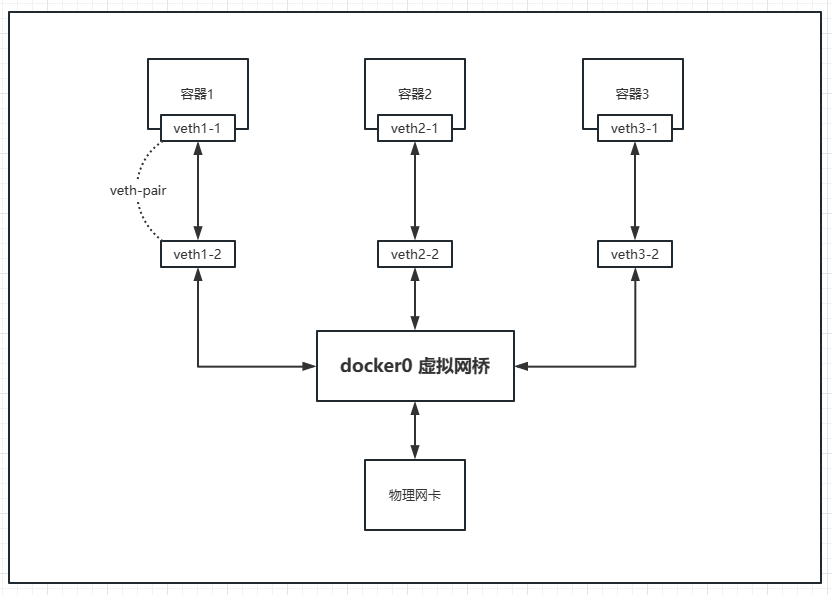 容器1
容器2
容器3
veth1-1
veth2-1
veth3-1
veth-pair
veth1-2
veth2-2
veth3-2
docker0 虚拟网桥
物理网卡